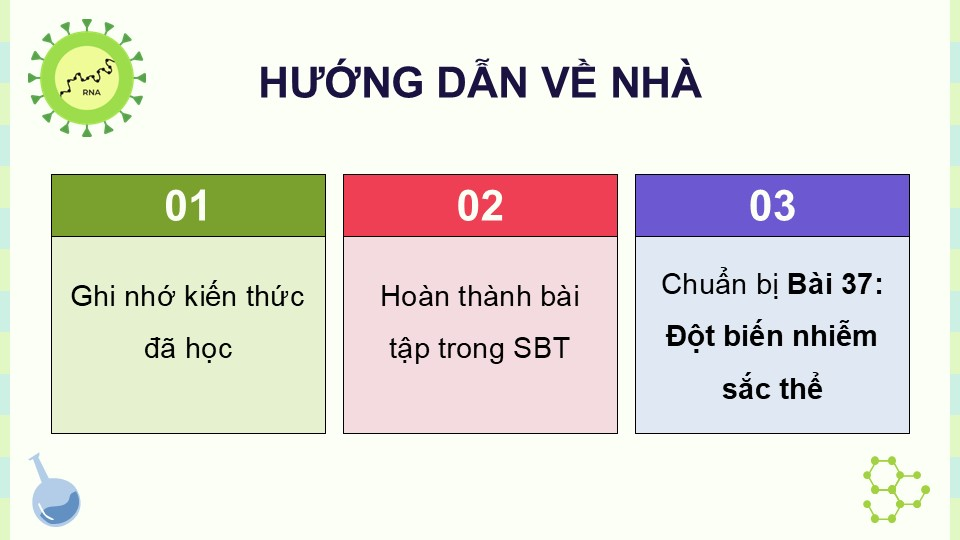 RNA
HƯỚNG DẪN VỀ NHÀ
01
Ghi nhớ kiến thức
đã học
02
Hoàn thành bài
tập trong SBT
03
Chuẩn bị Bài 37:
Đột biến nhiễm
sắc thể